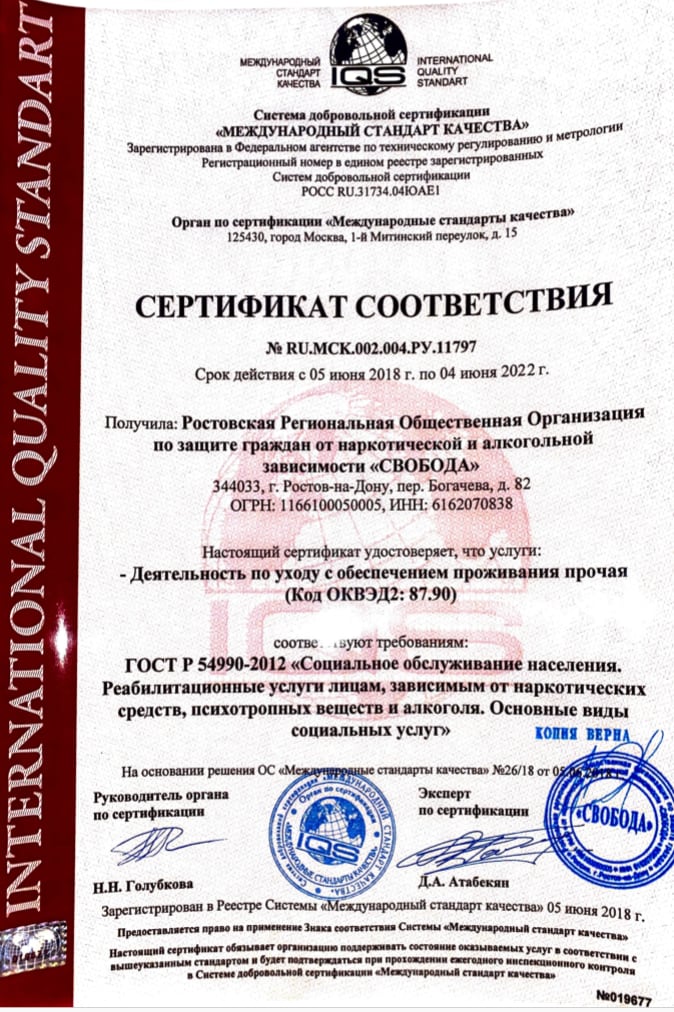 INTERNATIONAL QUALITY STANDART
МЕЖДУНАРОДНЫЙ
СТАНДАРТ
КАЧЕСТВА
IQS
INTERNATIONAL
QUALITY
STANDART
Система добровольной сертификации
«МЕЖДУНАРОДНЫЙ СТАНДАРТ КАЧЕСТВА»
Зарегистрирована в Федеральном агентстве по техническому регулированию и метрологии
Регистрационный номер в едином реестре зарегистрированных
Систем добровольной сертификации
РОСС RU.31734.04ЮАЕ1
Орган по сертификации «Международные стандарты качества»
125430, город Москва, 1-й Митинский переулок, д. 15
СЕРТИФИКАТ СООТВЕТСТВИЯ
№ RU.МСК.002.004.РУ.11797
Срок действия с 05 июня 2018 г. по 04 июня 2022 г.
Получила: Ростовская Региональная Общественная Организация
по защите граждан от наркотической и алкогольной
зависимости «СВОБОДА»
344033, г. Ростов-на-Дону, пер. Богачева, д. 82
ОГРН: 1166100050005, ИНН: 6162070838
Настоящий сертификат удостоверяет, что услуги:
- Деятельность по уходу с обеспечением проживания прочая
(Код ОКВЭД2: 87.90)
IQS
требованиям:
ГОСТ Р 54990-2012 «Социальное обслуживание населения.
Реабилитационные услуги лицам, зависимым от наркотических
средств, психотропных веществ и алкоголя. Основные виды
социальных услуг»
КОПИЯ ВЕРНА
На основании решения ОС «Международные стандарты качества» №26/18 от 05.06.2018 г.
Руководитель органа
по сертификации
Эксперт
по сертификации
IQS
«СВОБОДА»
Н.Н. Голубкова
Д.А. Атабекян
Зарегистрирован в Реестре Системы «Международный стандарт качества» 05 июня 2018 г.
Предоставляется право на применение Знака соответствия Системы «Международный стандарт качества»
Настоящий сертификат обязывает организацию поддерживать состояние оказываемых услуг в соответствии с
вышеуказанным стандартом и будет подтверждаться при прохождении ежегодного инспекционного контроля
в Системе добровольной сертификации «Международный стандарт качества»
№019677